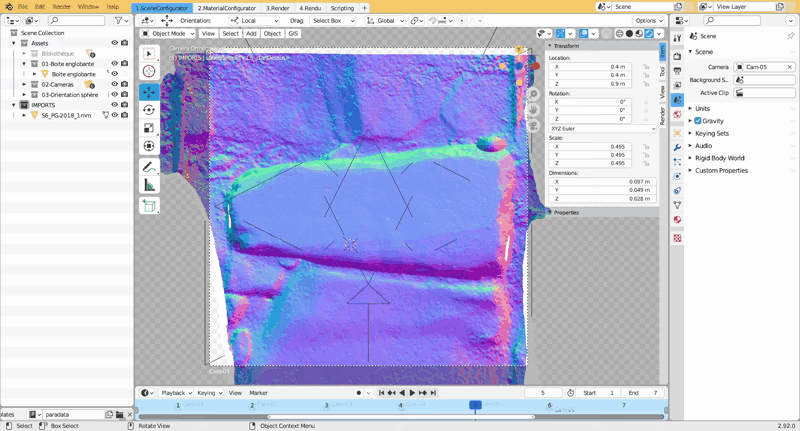 File Edit Render Window Help
1.SceneConfigurator 2.MaterialConfigurator 3.Render 4.Rendu Scripting
Scene
View Layer
Orientation: Local Drag: Select Box Global Options
Object Mode View Select Add Object GIS
Scene Collection
Assets
Bibliothèque
01-Boite englobante
Boite englobante
02-Cameras
03-Orientation sphère
IMPORTS
S6_PG-2018_1mm
Camera Orthographic
Cam-05
Transform
Location:
X 0.4 m
Y 0.4 m
Z 0.9 m
Rotation:
X 0°
Y 0°
Z 0°
XYZ Euler
Scale:
X 0.495
Y 0.495
Z 0.495
Dimensions:
X 0.097 m
Y 0.049 m
Z 0.028 m
Properties
Item
Tool
View
Render
Scene
Scene
Camera Cam-05
Background S...
Active Clip
Units
Gravity
Keying Sets
Audio
Rigid Body World
Custom Properties
Playback Keying View Marker
5 Start 1 End 7
1 2 3 4 5 6 7
plates paradata
Select Box Select Rotate View Object Context Menu 2.92.0